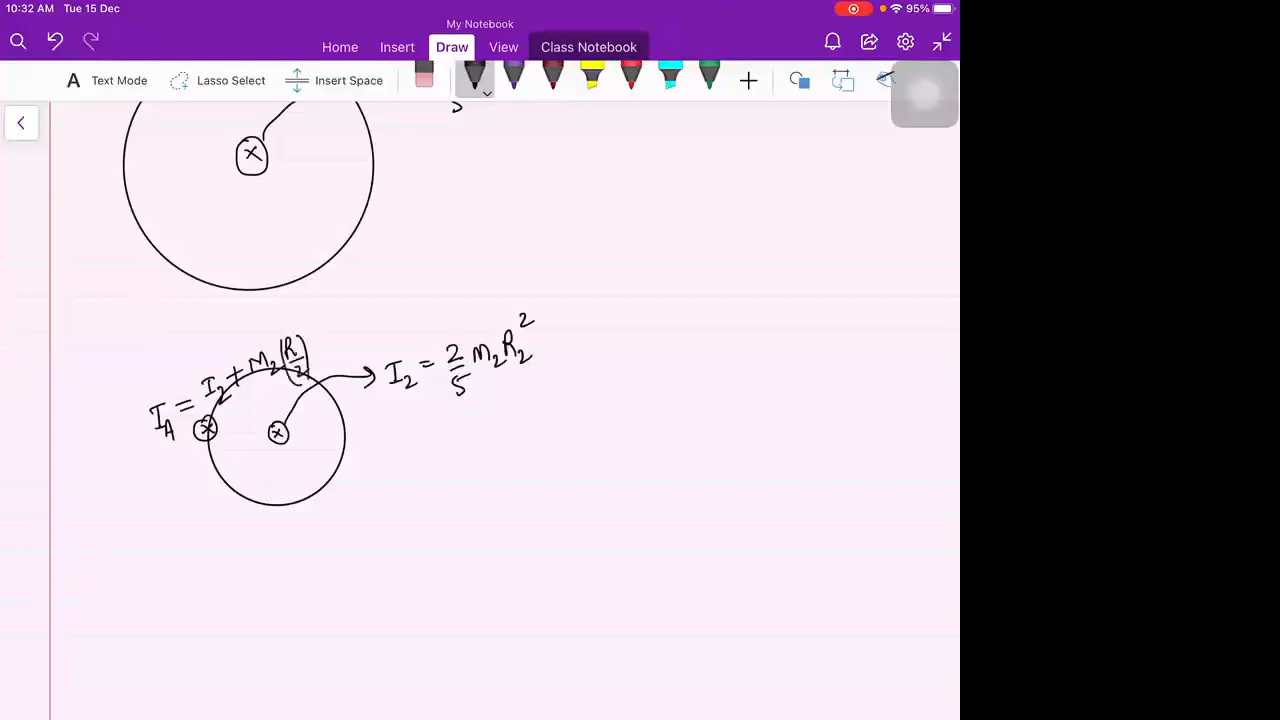 10:32 AM Tue 15 Dec
95%
My Notebook
Home Insert Draw View Class Notebook
A Text Mode Lasso Select Insert Space
x
I_A = I_2 + M_2 (R/2)
I_2 = 2/5 M_2 R_2^2
x x